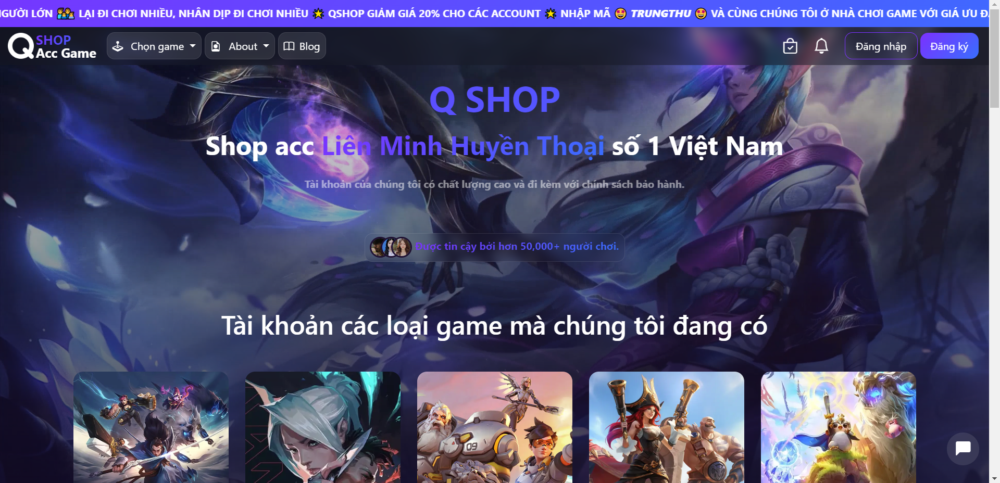 LẠI ĐI CHƠI NHIỀU, NHÂN DỊP ĐI CHƠI NHIỀU 🌟 QSHOP GIẢM GIÁ 20% CHO CÁC ACCOUNT 🌟 NHẬP MÃ 🤩 TRUNGTHU 🤩 VÀ CÙNG CHÚNG TÔI Ở NHÀ CHƠI GAME VỚI GIÁ ƯU
Q SHOP
Acc Game
Chọn game
About
Blog
Đăng nhập
Đăng ký
Q SHOP
Shop acc Liên Minh Huyền Thoại số 1 Việt Nam
Tài khoản của chúng tôi có chất lượng cao và đi kèm với chính sách bảo hành.
Được tin cậy bởi hơn 50,000+ người chơi.
Tài khoản các loại game mà chúng tôi đang có
09